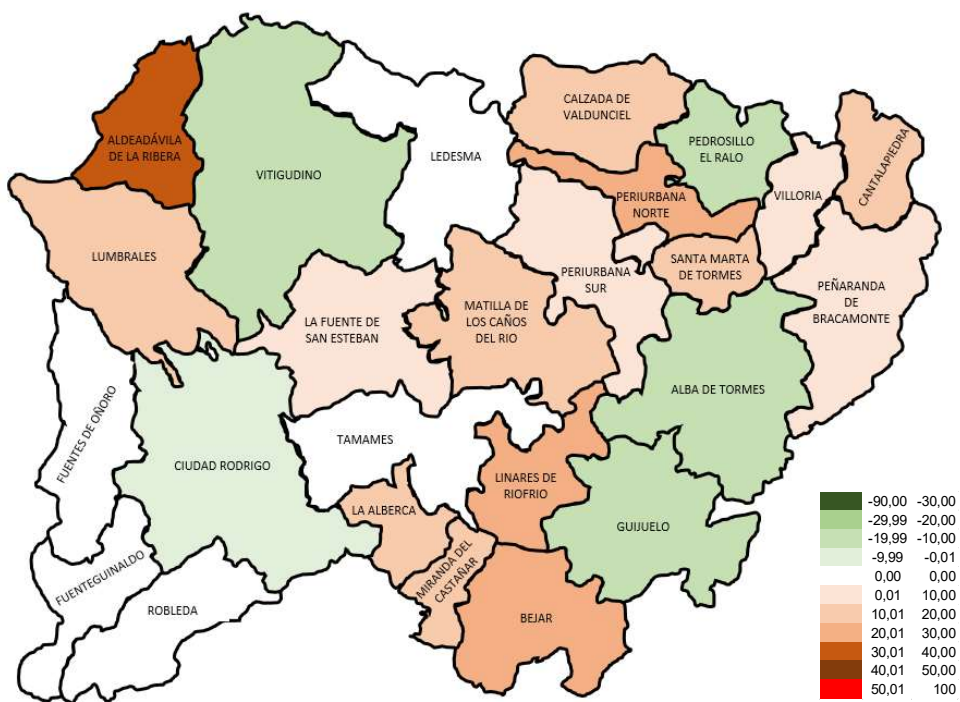 CALZADA DE
VALDUNCIEL
ALDEADÁVILA
DE LA RIBERA
PEDROSILLO
EL RALO
LEDESMA
VITIGUDINO
CANTALAPIEDRA
VILLORIA
PERIURBANA
NORTE
LUMBRALES
SANTA MARTA
DE TORMES
PERIURBANA
SUR
PEÑARANDA
DE
BRACAMONTE
MATILLA DE
LOS CAÑOS
DEL RIO
LA FUENTE DE
SAN ESTEBAN
ALBA DE TORMES
FUENTES DE OÑORO
TAMAMES
CIUDAD RODRIGO
LINARES DE
RIOFRIO
LA ALBERCA
GUIJUELO
FUENTEGUINALDO
MIRANDA DEL
CASTAÑAR
ROBLEDA
BEJAR
-90,00 -30,00
-29,99 -20,00
-19,99 -10,00
-9,99 -0,01
0,00 0,00
0,01 10,00
10,01 20,00
20,01 30,00
30,01 40,00
40,01 50,00
50,01 100